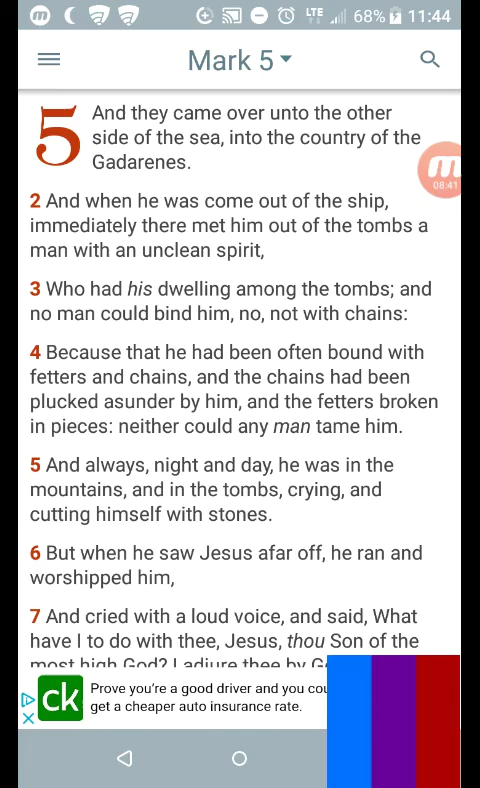 LTE 68% 11:44
Mark 5
5 And they came over unto the other
side of the sea, into the country of the
Gadarenes.
08:41
2 And when he was come out of the ship,
immediately there met him out of the tombs a
man with an unclean spirit,
3 Who had his dwelling among the tombs; and
no man could bind him, no, not with chains:
4 Because that he had been often bound with
fetters and chains, and the chains had been
plucked asunder by him, and the fetters broken
in pieces: neither could any man tame him.
5 And always, night and day, he was in the
mountains, and in the tombs, crying, and
cutting himself with stones.
6 But when he saw Jesus afar off, he ran and
worshipped him,
7 And cried with a loud voice, and said, What
have I to do with thee, Jesus, thou Son of the
most high God? I adjure thee by
ck
Prove you're a good driver and you
get a cheaper auto insurance rate.